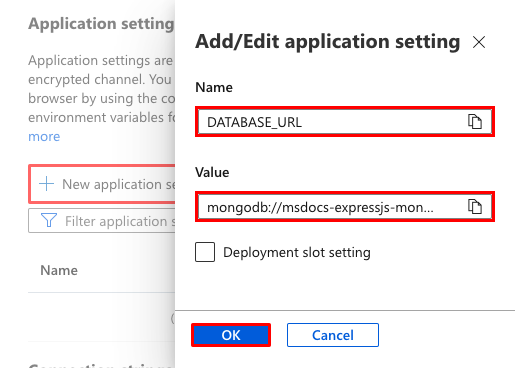 Application setting
Application settings are
encrypted channel. You
browser by using the co
environment variables fo
more
New application se
Filter application s
Name
Connection strings
Add/Edit application setting
Name
DATABASE_URL
Value
mongodb://msdocs-expressjs-mon...
Deployment slot setting
OK
Cancel